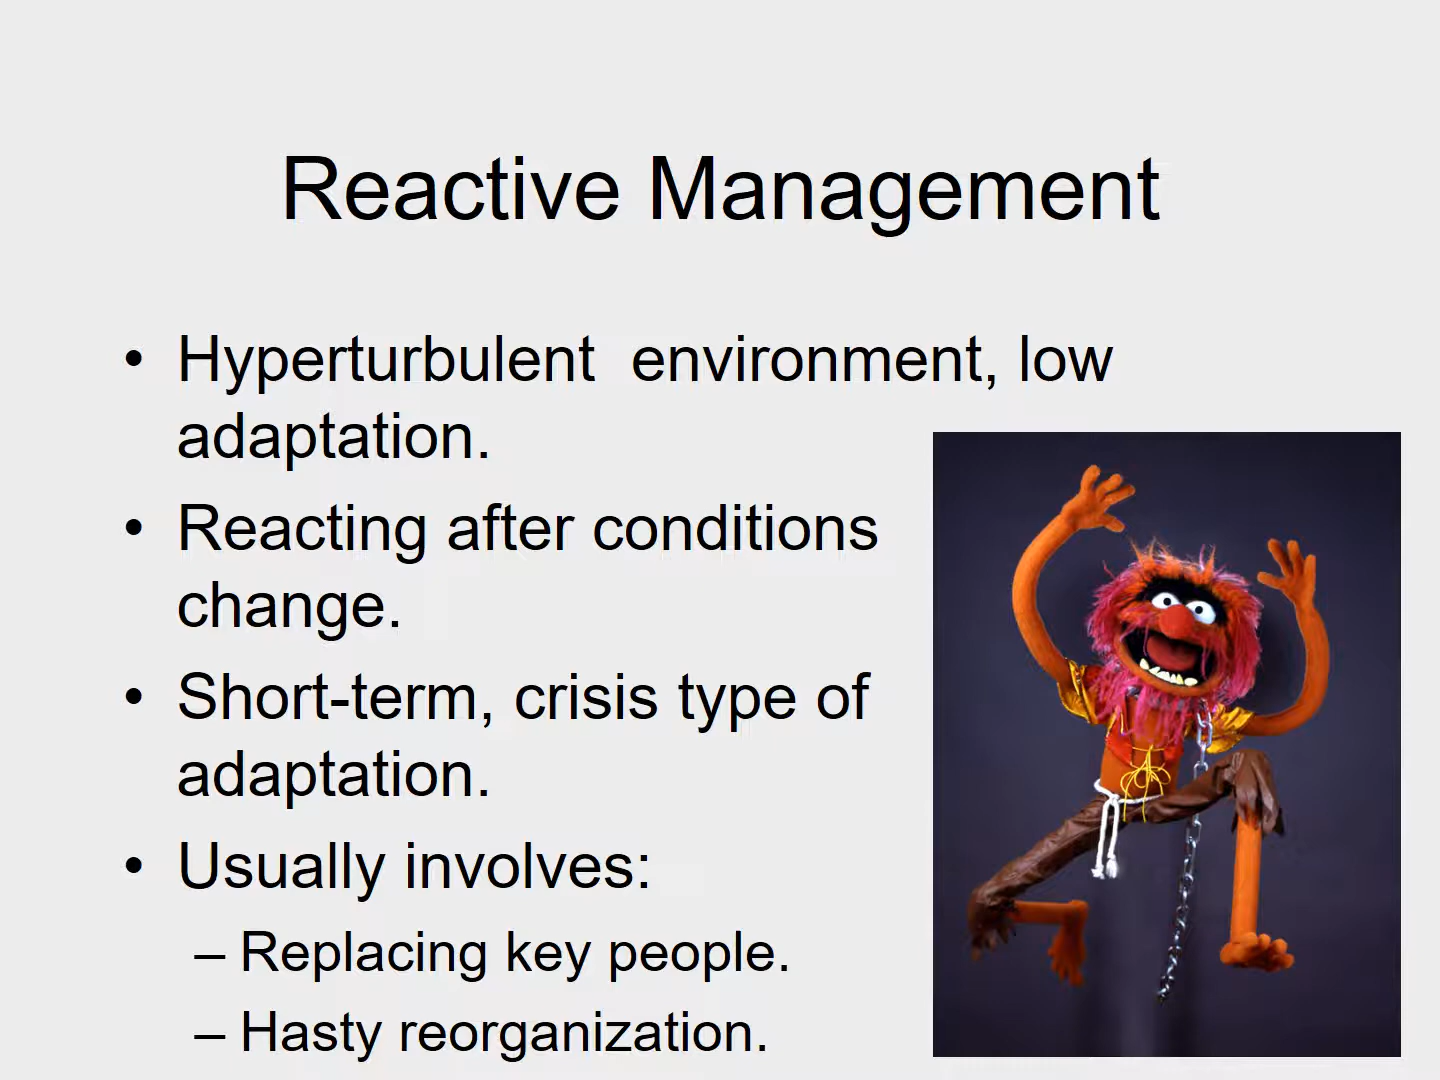 Reactive Management
• Hyperturbulent  environment, low
adaptation.
• Reacting after conditions
change.
• Short-term, crisis type of
adaptation.
• Usually involves:
– Replacing key people.
– Hasty reorganization.